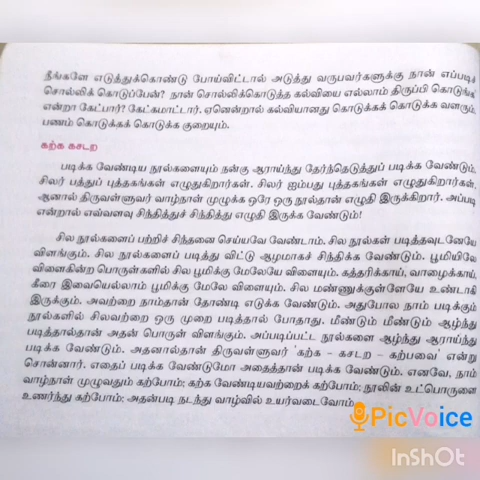 நீங்களே எடுத்துக்கொண்டு போய்விட்டால் அடுத்து வருபவர்களுக்கு நான் எப்படிச்
சொல்லிக் கொடுப்பேன்? நான் சொல்லிக்கொடுத்த கல்வியை எல்லாம் திருப்பி கொடுங்க
என்றா கேட்பார்? கேட்கமாட்டார். ஏனென்றால் கல்வியானது கொடுக்கக் கொடுக்க வளரும்,
பணம் கொடுக்கக் கொடுக்க குறையும்.
கற்க கசடற
படிக்க வேண்டிய நூல்களையும் நன்கு ஆராய்ந்து தேர்ந்தெடுத்துப் படிக்க வேண்டும்,
சிலர் பத்துப் புத்தகங்கள் எழுதுகிறார்கள். சிலர் ஐம்பது புத்தகங்கள் எழுதுகிறார்கள்,
ஆனால் திருவள்ளுவர் வாழ்நாள் முழுக்க ஒரே ஒரு நூல்தான் எழுதி இருக்கிறார். அப்படி
என்றால் எவ்வளவு சிந்தித்துச் சிந்தித்து எழுதி இருக்க வேண்டும்!
சில நூல்களைப் பற்றிச் சிந்தனை செய்யவே வேண்டாம். சில நூல்கள் படித்தவுடனேயே
விளங்கும். சில நூல்களைப் படித்து விட்டு ஆழமாகச் சிந்திக்க வேண்டும். பூமியிலே
விளைகின்ற பொருள்களில் சில பூமிக்கு மேலேயே விளையும். கத்தரிக்காய், வாழைக்காய்,
கீரை இவையெல்லாம் பூமிக்கு மேலே விளையும். சில மண்ணுக்குள்ளேயே உண்டாகி
இருக்கும். அவற்றை நாம்தான் தோண்டி எடுக்க வேண்டும். அதுபோல நாம் படிக்கும்
நூல்களில் சிலவற்றை ஒரு முறை படித்தால் போதாது. மீண்டும் மீண்டும் ஆழ்ந்து
படித்தால்தான் அதன் பொருள் விளங்கும். அப்படிப்பட்ட நூல்களை ஆழ்ந்து ஆராய்ந்து
படிக்க வேண்டும். அதனால்தான் திருவள்ளுவர் 'கற்க - கசடற - கற்பவை' என்று
சொன்னார். எதைப் படிக்க வேண்டுமோ அதைத்தான் படிக்க வேண்டும். எனவே, நாம்
வாழ்நாள் முழுமுவதும் கற்போம்; கற்க வேண்டியவற்றைக் கற்போம்; நூலின் உட்பொருளை
உணர்ந்து கற்போம்; அதன்படி நடந்து வாழ்வில் உயர்வடைவோம்.
PicVoice
InShOt